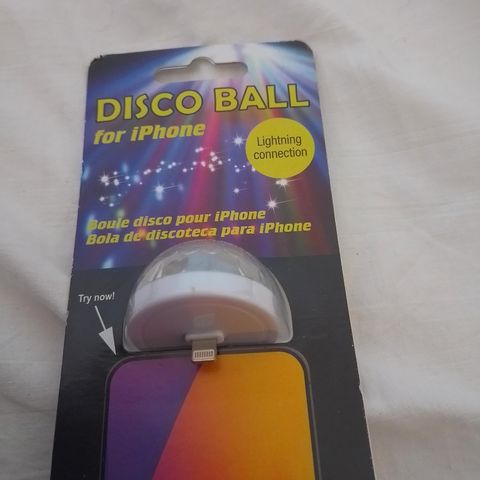 DISCO BALL
for iPhone
Lightning
connection
Boule disco pour iPhone
Bola de discoteca para iPhone
Try now!